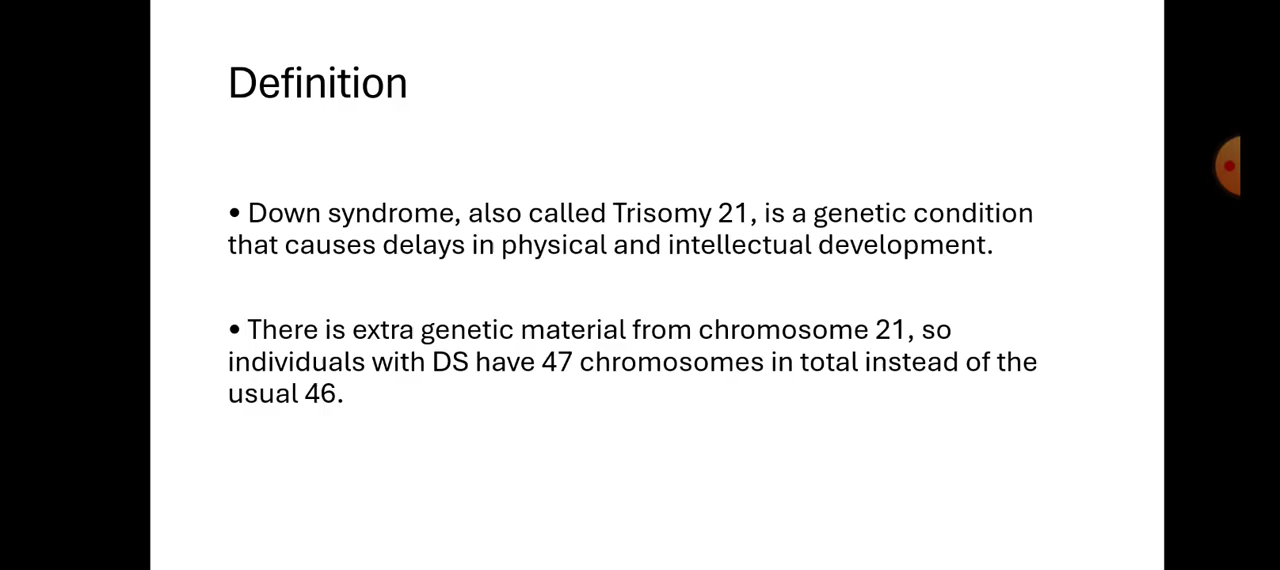 Definition
• Down syndrome, also called Trisomy 21, is a genetic condition
that causes delays in physical and intellectual development.
• There is extra genetic material from chromosome 21, so
individuals with DS have 47 chromosomes in total instead of the
usual 46.